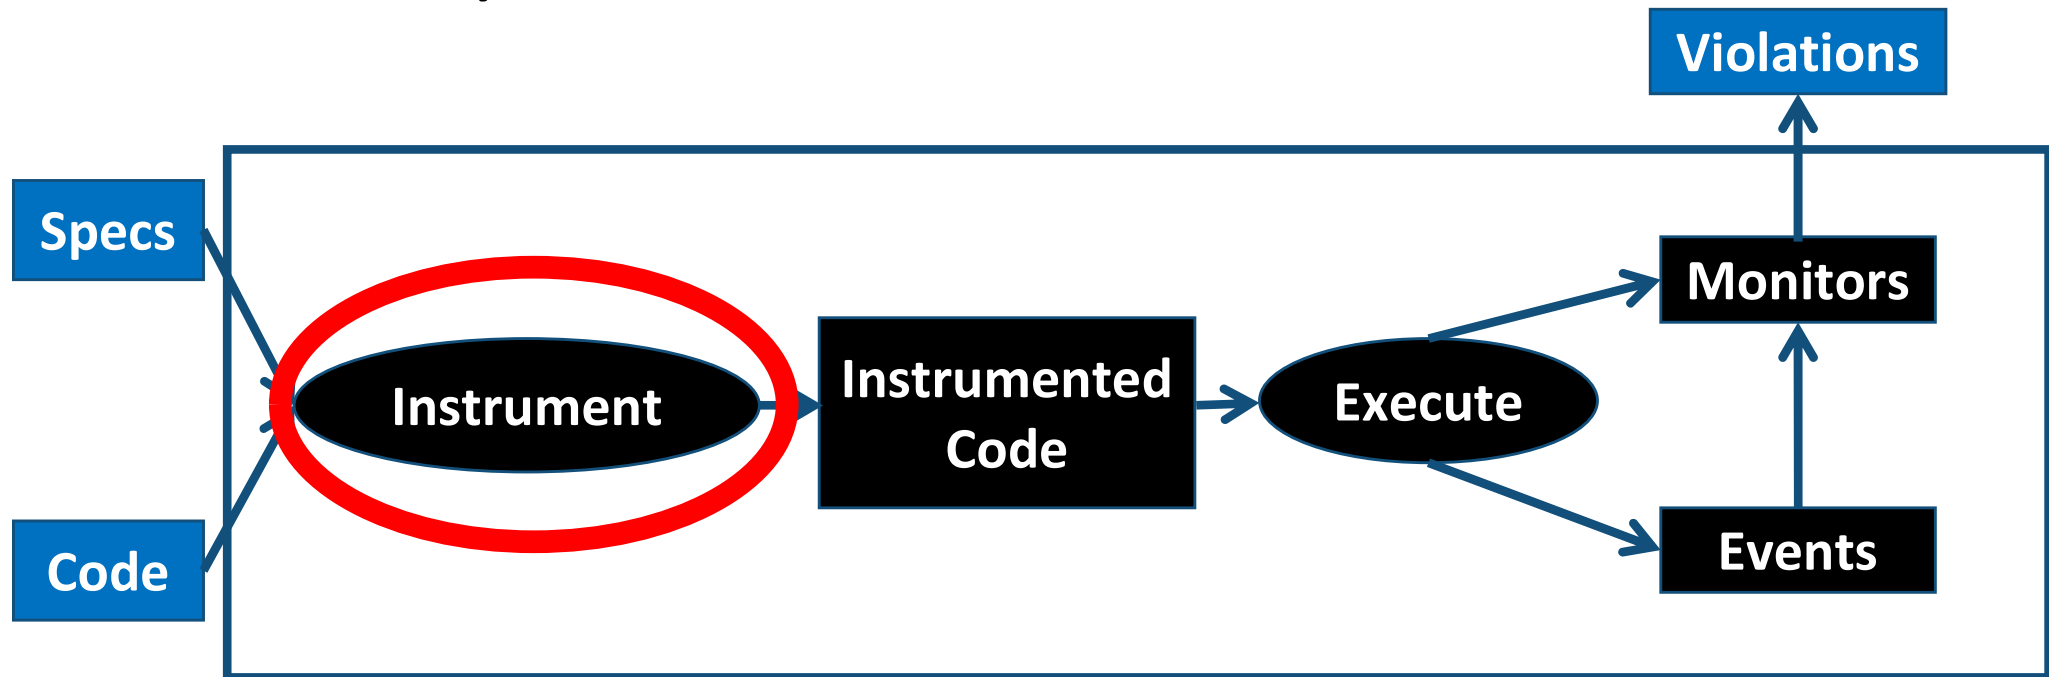 Violations
Specs
Monitors
Instrument
Instrumented
Code
Execute
Code
Events